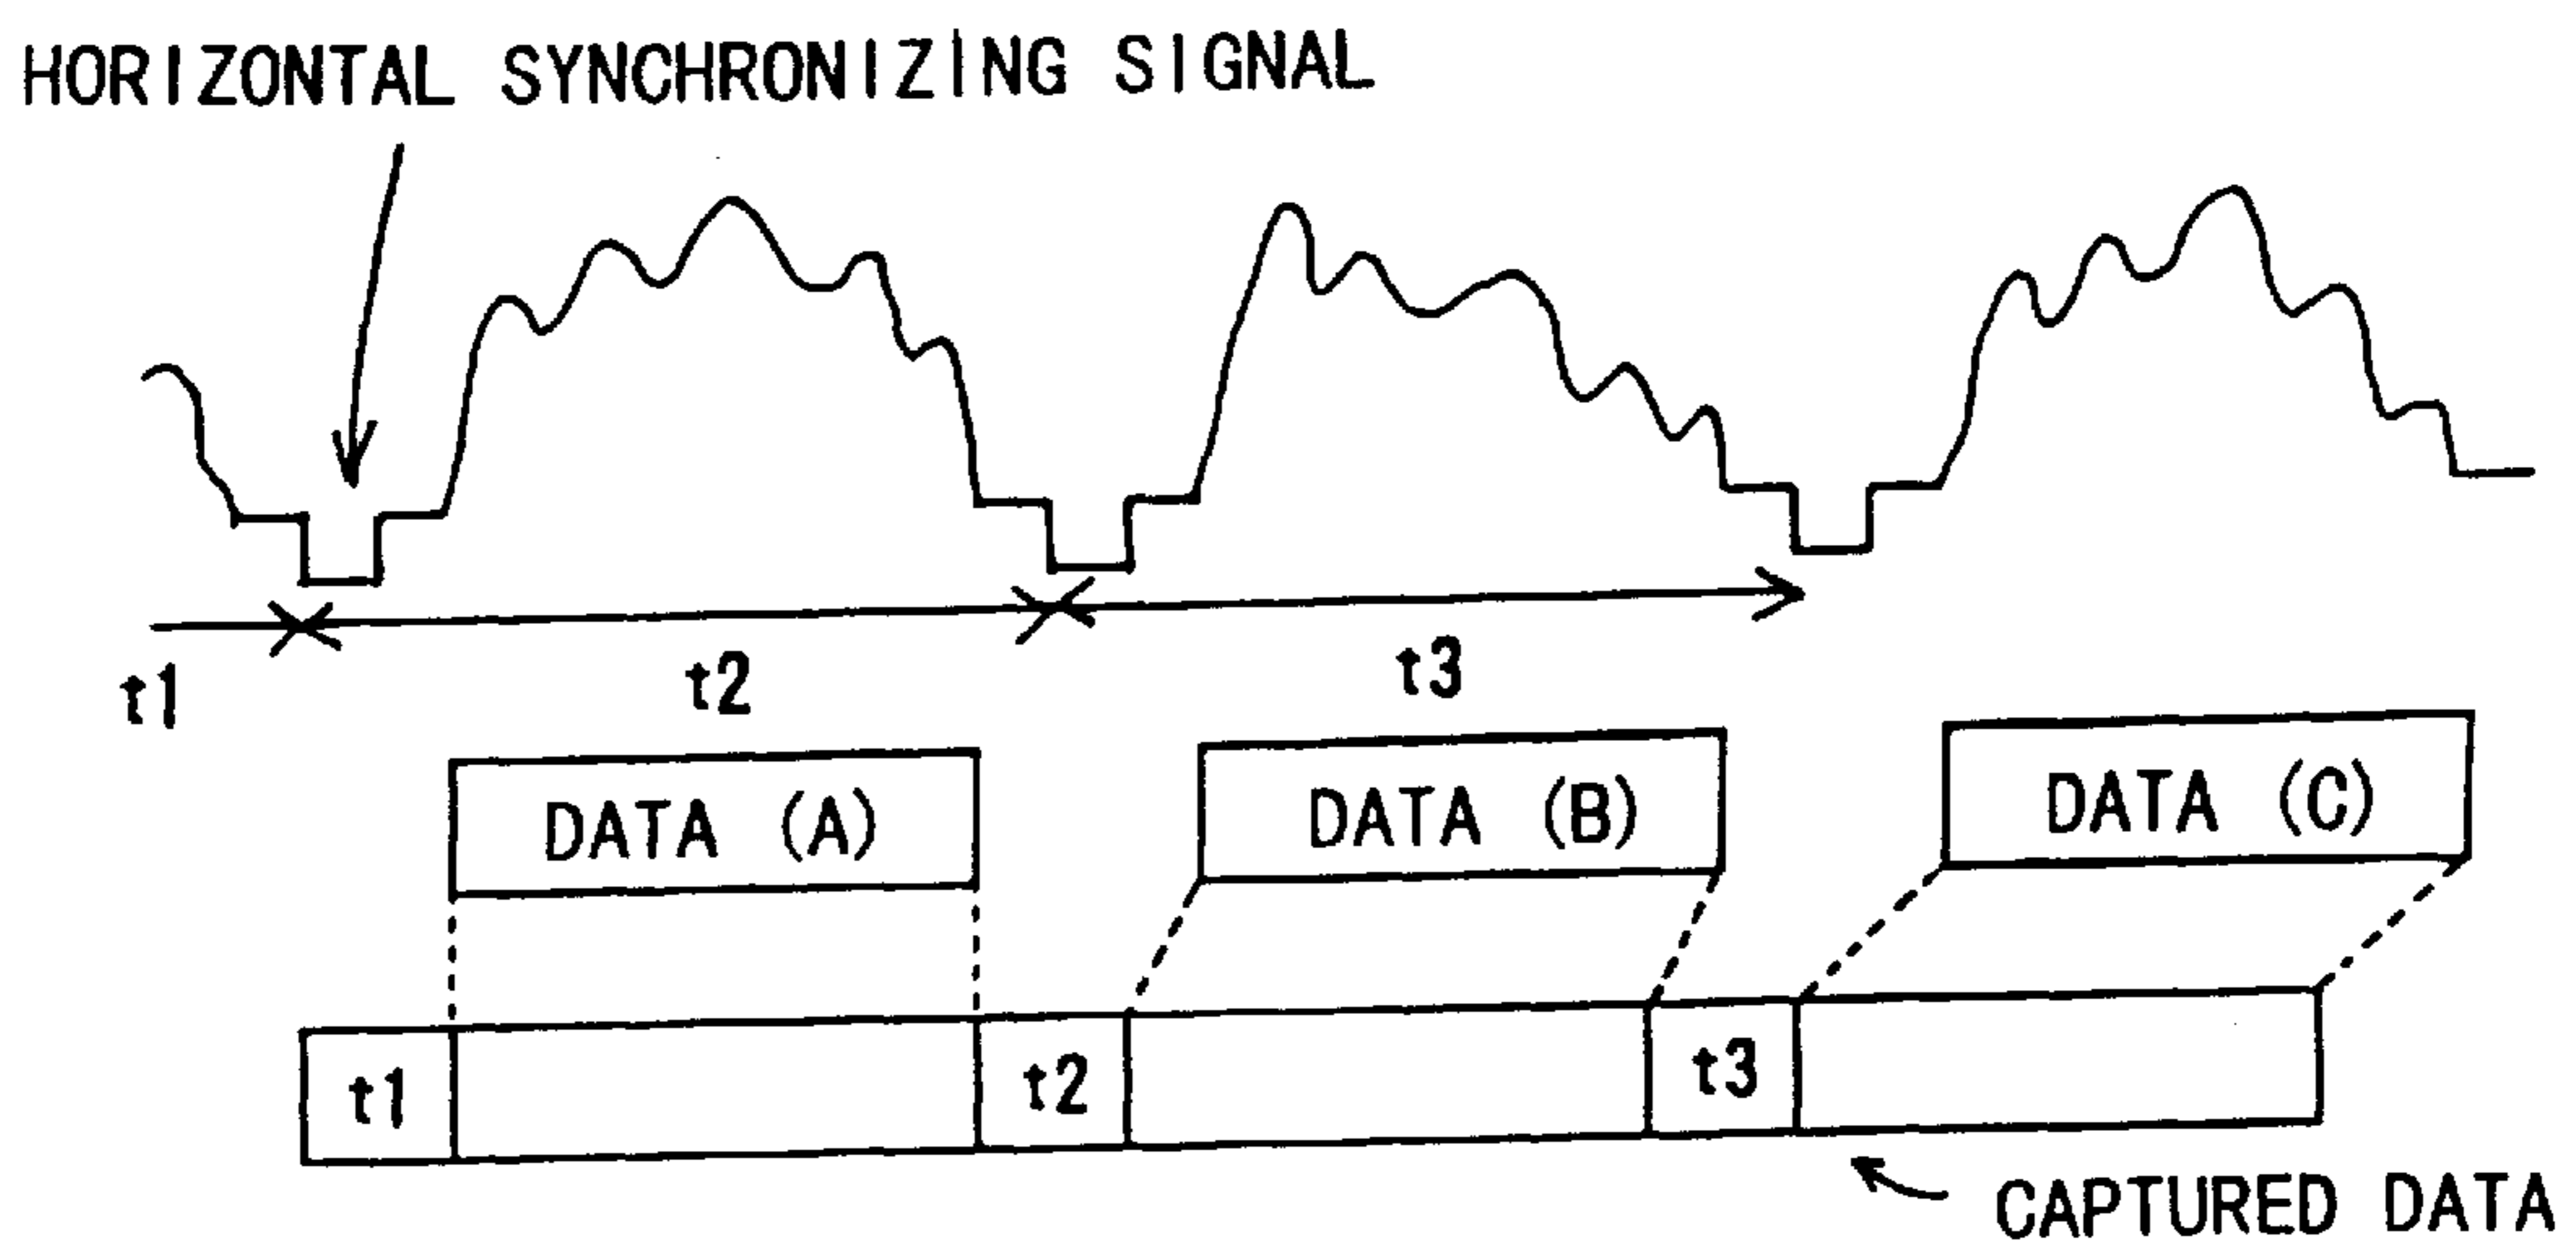 HORIZONTAL SYNCHRONIZING SIGNAL
t1 t2 t3
DATA (A) DATA (B) DATA (C)
t1 t2 t3
CAPTURED DATA